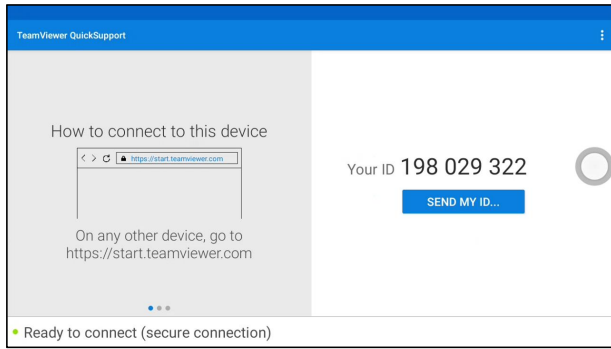 TeamViewer QuickSupport
How to connect to this device
https://start.teamviewer.com
On any other device, go to
https://start.teamviewer.com
Your ID 198 029 322
SEND MY ID...
Ready to connect (secure connection)